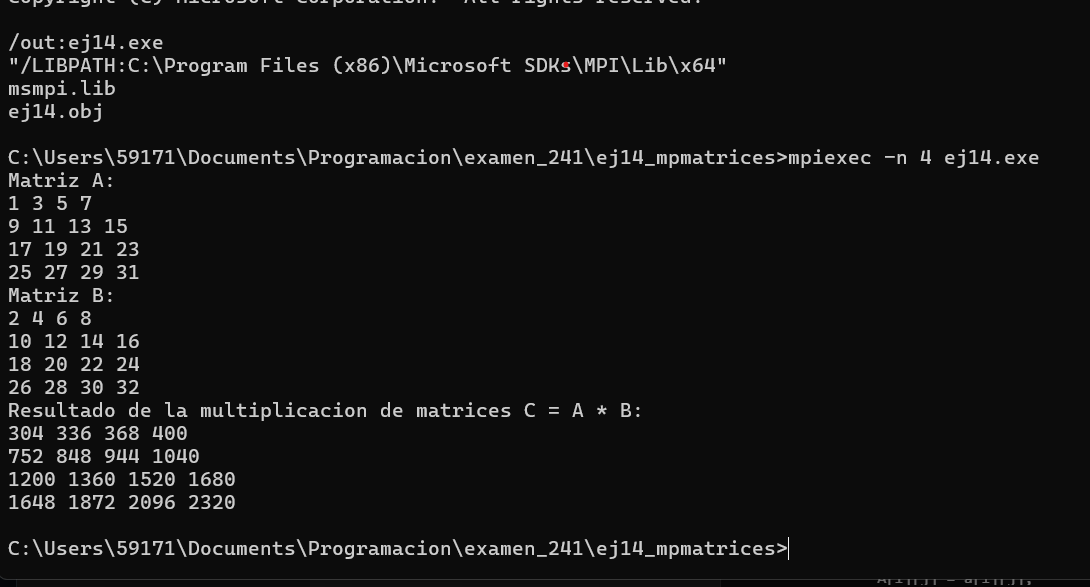 Copyright (C) Microsoft Corporation.  All rights reserved.
/out:ej14.exe
"/LIBPATH:C:\Program Files (x86)\Microsoft SDKs\MPI\Lib\x64"
msmpi.lib
ej14.obj
C:\Users\59171\Documents\Programacion\examen_241\ej14_mpmatrices>mpiexec -n 4 ej14.exe
Matriz A:
1 3 5 7
9 11 13 15
17 19 21 23
25 27 29 31
Matriz B:
2 4 6 8
10 12 14 16
18 20 22 24
26 28 30 32
Resultado de la multiplicacion de matrices C = A * B:
304 336 368 400
752 848 944 1040
1200 1360 1520 1680
1648 1872 2096 2320
C:\Users\59171\Documents\Programacion\examen_241\ej14_mpmatrices>